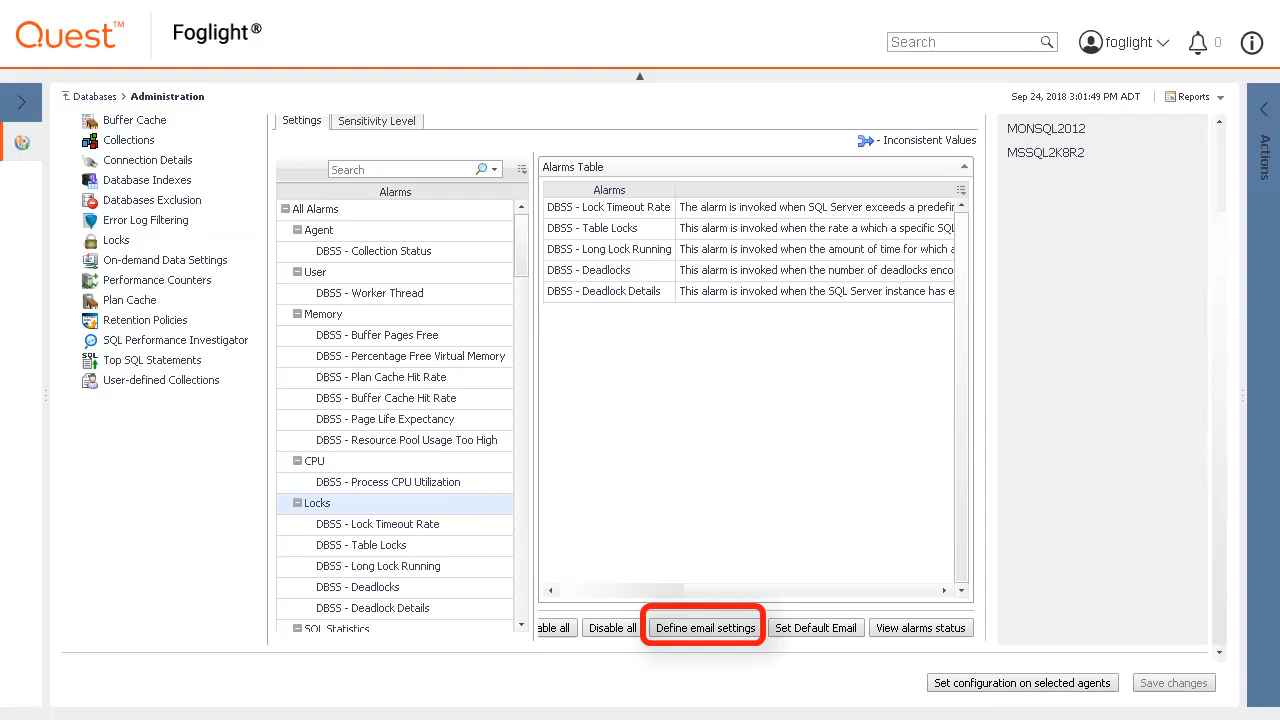 Quest™
Foglight®
Search
foglight
0
Databases > Administration
Sep 24, 2018 3:01:49 PM ADT
Reports
Buffer Cache
Collections
Connection Details
Database Indexes
Databases Exclusion
Error Log Filtering
Locks
On-demand Data Settings
Performance Counters
Plan Cache
Retention Policies
SQL Performance Investigator
Top SQL Statements
User-defined Collections
Settings
Sensitivity Level
- Inconsistent Values
Search
Alarms
All Alarms
Agent
DBSS - Collection Status
User
DBSS - Worker Thread
Memory
DBSS - Buffer Pages Free
DBSS - Percentage Free Virtual Memory
DBSS - Plan Cache Hit Rate
DBSS - Buffer Cache Hit Rate
DBSS - Page Life Expectancy
DBSS - Resource Pool Usage Too High
CPU
DBSS - Process CPU Utilization
Locks
DBSS - Lock Timeout Rate
DBSS - Table Locks
DBSS - Long Lock Running
DBSS - Deadlocks
DBSS - Deadlock Details
SQL Statistics
Alarms Table
Alarms
DBSS - Lock Timeout Rate The alarm is invoked when SQL Server exceeds a predefin
DBSS - Table Locks This alarm is invoked when the rate a which a specific SQL
DBSS - Long Lock Running This alarm is invoked when the amount of time for which a
DBSS - Deadlocks This alarm is invoked when the number of deadlocks enco
DBSS - Deadlock Details This alarm is invoked when the SQL Server instance has e
able all
Disable all
Define email settings
Set Default Email
View alarms status
MONSQL2012
MSSQL2K8R2
Actions
Set configuration on selected agents
Save changes